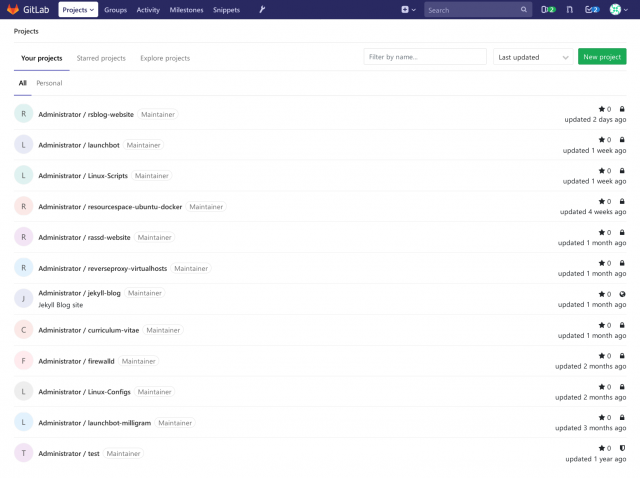 GitLab Projects Groups Activity Milestones Snippets Search 2 2
Projects
Your projects Starred projects Explore projects Filter by name... Last updated New project
All Personal
R Administrator / rsblog-website Maintainer 0
updated 2 days ago
L Administrator / launchbot Maintainer 0
updated 1 week ago
L Administrator / Linux-Scripts Maintainer 0
updated 1 week ago
R Administrator / resourcespace-ubuntu-docker Maintainer 0
updated 4 weeks ago
R Administrator / rassd-website Maintainer 0
updated 1 month ago
R Administrator / reverseproxy-virtualhosts Maintainer 0
updated 1 month ago
J Administrator / jekyll-blog Maintainer 0
Jekyll Blog site updated 1 month ago
C Administrator / curriculum-vitae Maintainer 0
updated 1 month ago
F Administrator / firewalld Maintainer 0
updated 2 months ago
L Administrator / Linux-Configs Maintainer 0
updated 2 months ago
L Administrator / launchbot-milligram Maintainer 0
updated 3 months ago
T Administrator / test Maintainer 0
updated 1 year ago